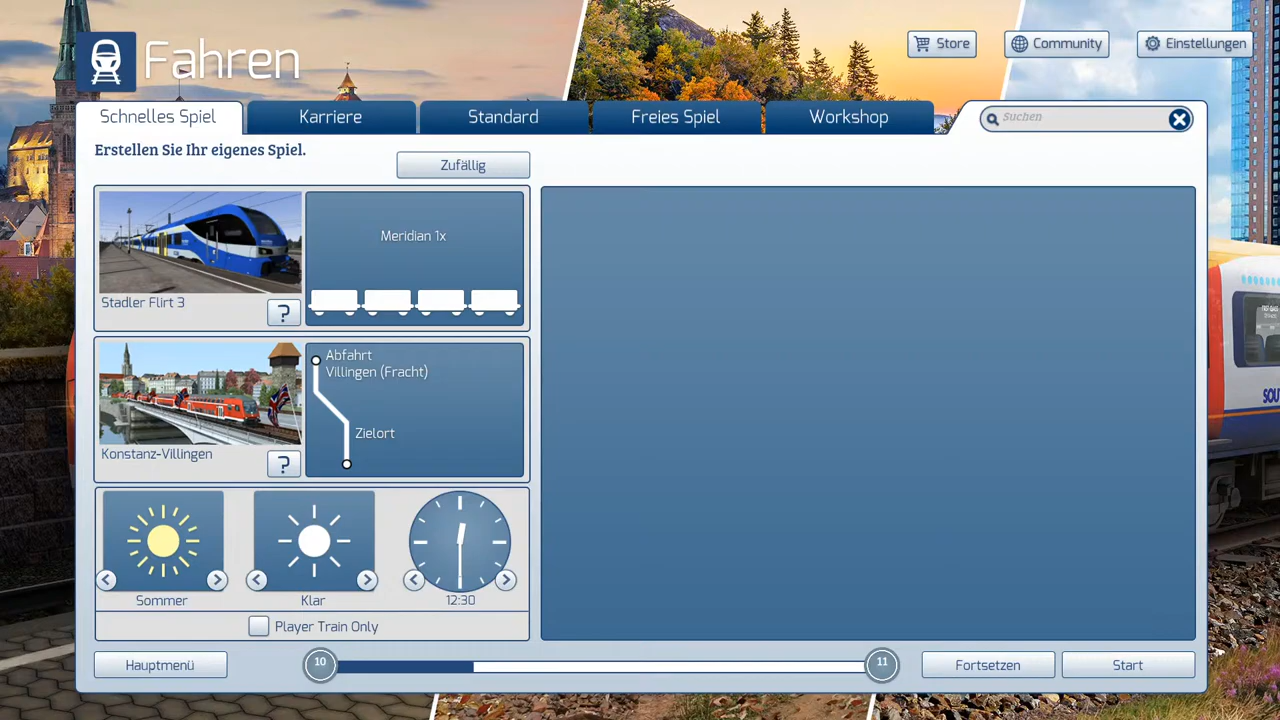 Fahren
Store
Community
Einstellungen
Schnelles Spiel
Karriere
Standard
Freies Spiel
Workshop
Suchen
Erstellen Sie Ihr eigenes Spiel.
Zufällig
Meridian 1x
Stadler Flirt 3
?
Abfahrt
Villingen (Fracht)
Zielort
Konstanz-Villingen
?
Sommer
Klar
12:30
Player Train Only
Hauptmenü
10
11
Fortsetzen
Start